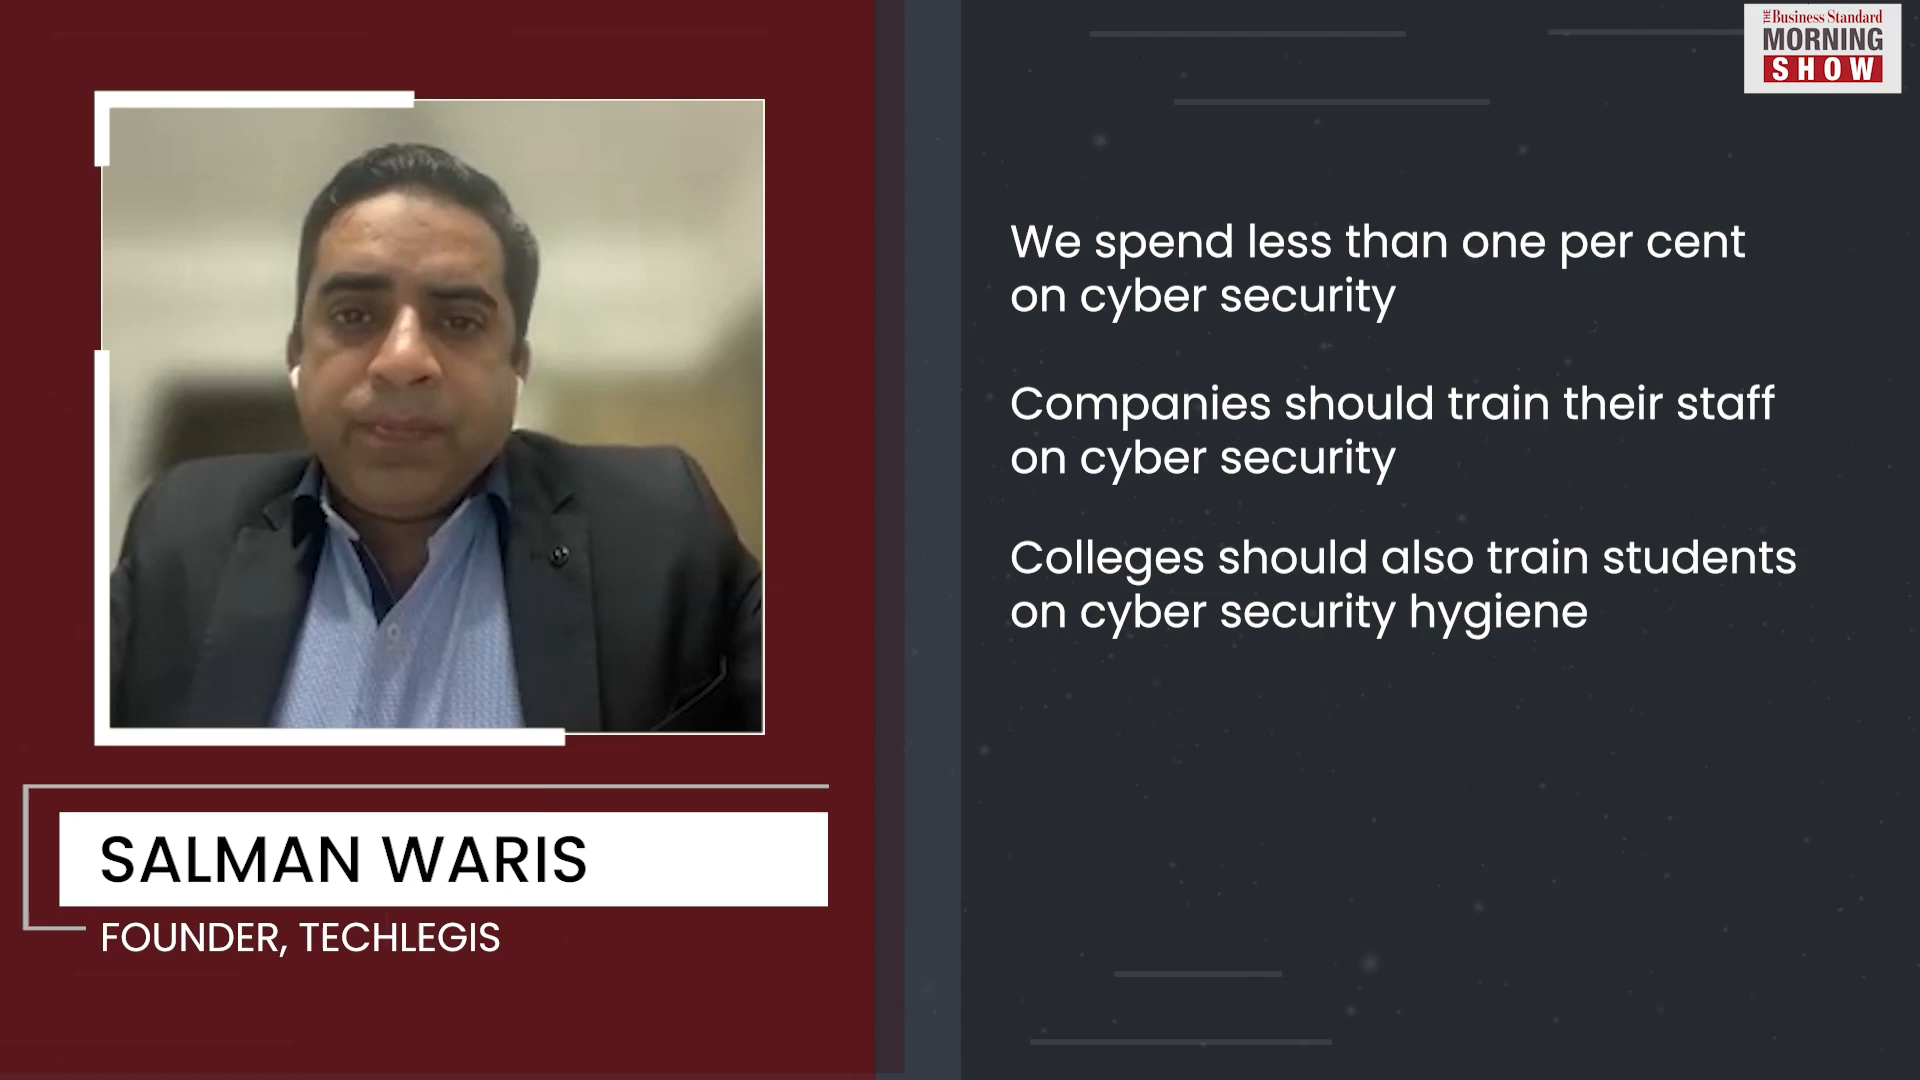 THE Business Standard
MORNING
SHOW
We spend less than one per cent
on cyber security
Companies should train their staff
on cyber security
Colleges should also train students
on cyber security hygiene
SALMAN WARIS
FOUNDER, TECHLEGIS